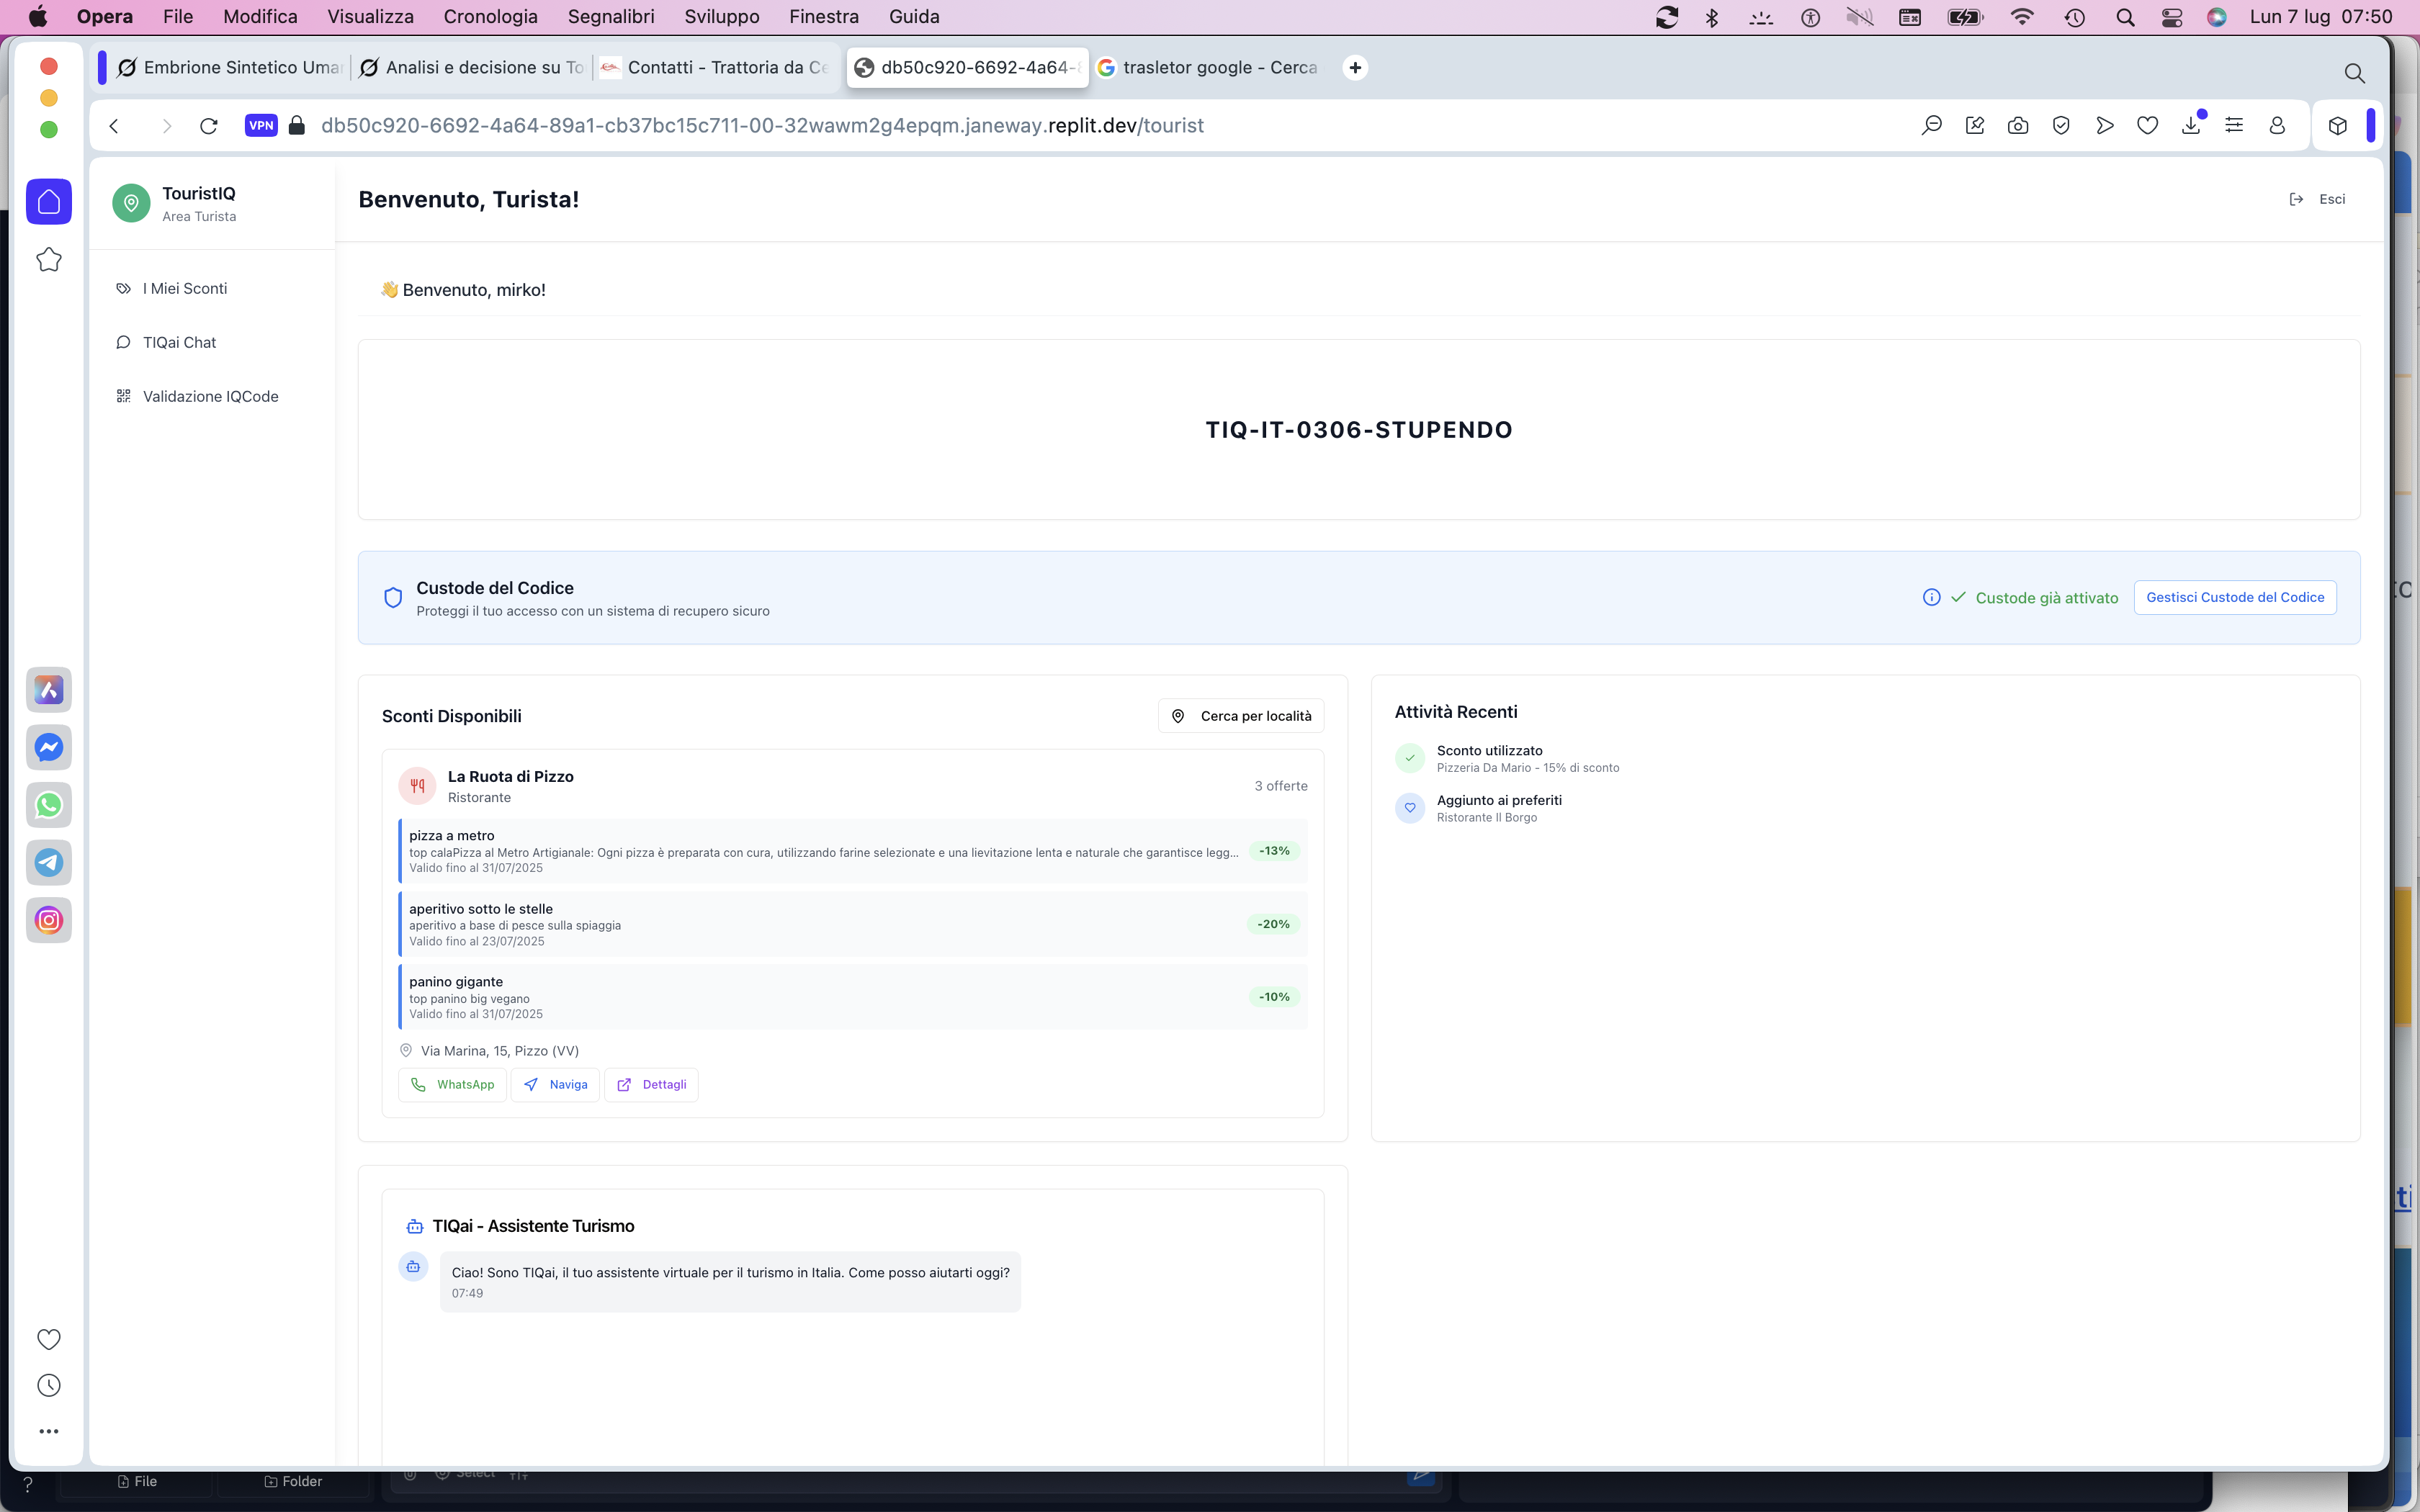 Opera File Modifica Visualizza Cronologia Segnalibri Sviluppo Finestra Guida
Lun 7 lug 07:50
Embrione Sintetico Uma
Analisi e decisione su To
Contatti - Trattoria da Ce
db50c920-6692-4a64-8
trasletor google - Cerca
VPN
db50c920-6692-4a64-89a1-cb37bc15c711-00-32wawm2g4epqm.janeway.replit.dev/tourist
TouristIQ
Area Turista
I Miei Sconti
TIQai Chat
Validazione IQCode
Benvenuto, Turista!
Esci
👋 Benvenuto, mirko!
TIQ-IT-0306-STUPENDO
Custode del Codice
Proteggi il tuo accesso con un sistema di recupero sicuro
Custode già attivato
Gestisci Custode del Codice
Sconti Disponibili
Cerca per località
La Ruota di Pizzo
Ristorante
3 offerte
pizza a metro
top calaPizza al Metro Artigianale: Ogni pizza è preparata con cura, utilizzando farine selezionate e una lievitazione lenta e naturale che garantisce legg...
Valido fino al 31/07/2025
-13%
aperitivo sotto le stelle
aperitivo a base di pesce sulla spiaggia
Valido fino al 23/07/2025
-20%
panino gigante
top panino big vegano
Valido fino al 31/07/2025
-10%
Via Marina, 15, Pizzo (VV)
WhatsApp
Naviga
Dettagli
Attività Recenti
Sconto utilizzato
Pizzeria Da Mario - 15% di sconto
Aggiunto ai preferiti
Ristorante Il Borgo
TIQai - Assistente Turismo
Ciao! Sono TIQai, il tuo assistente virtuale per il turismo in Italia. Come posso aiutarti oggi?
07:49
?
File
Folder
Select